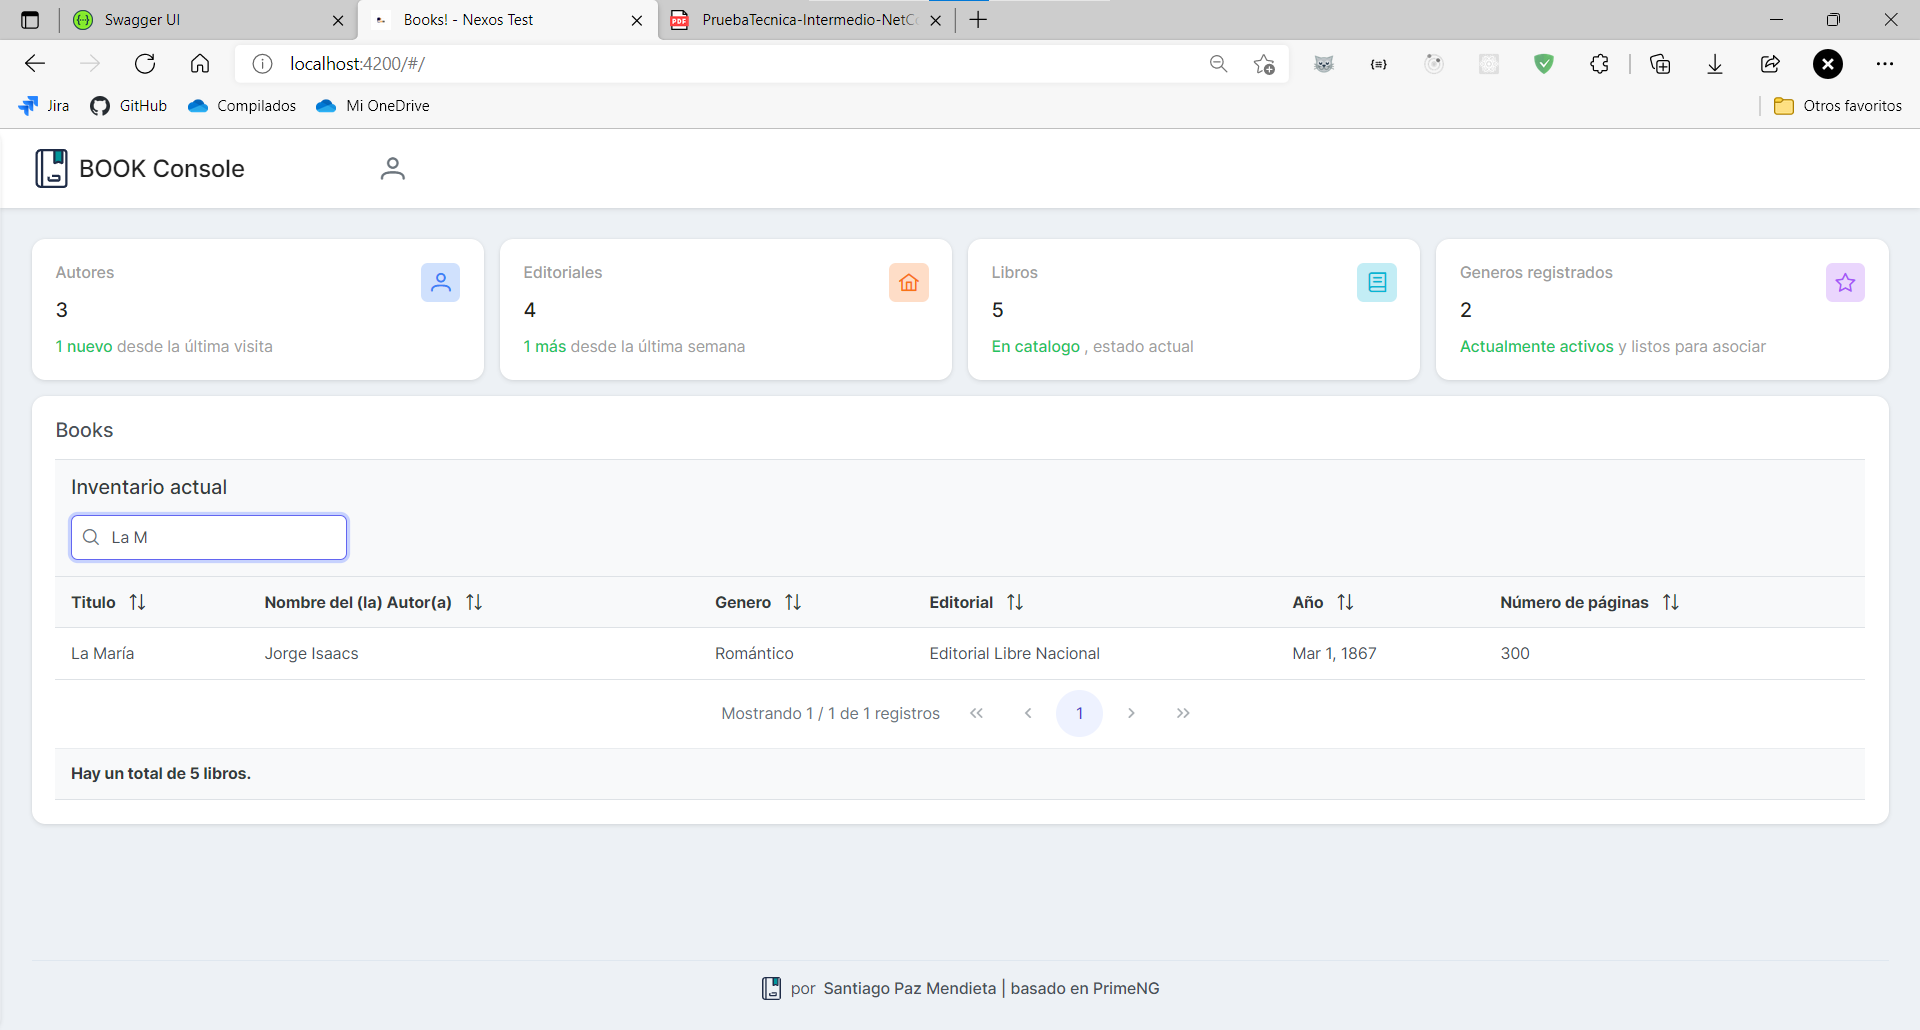 Swagger UI
Books! - Nexos Test
PruebaTecnica-Intermedio-NetCo
localhost:4200/#/
Jira
GitHub
Compilados
Mi OneDrive
Otros favoritos
BOOK Console
Autores
3
1 nuevo desde la última visita
Editoriales
4
1 más desde la última semana
Libros
5
En catalogo , estado actual
Generos registrados
2
Actualmente activos y listos para asociar
Books
Inventario actual
La M
Titulo Nombre del (la) Autor(a) Genero Editorial Año Número de páginas
La María Jorge Isaacs Romántico Editorial Libre Nacional Mar 1, 1867 300
Mostrando 1 / 1 de 1 registros « ‹ 1 › »
Hay un total de 5 libros.
por Santiago Paz Mendieta | basado en PrimeNG